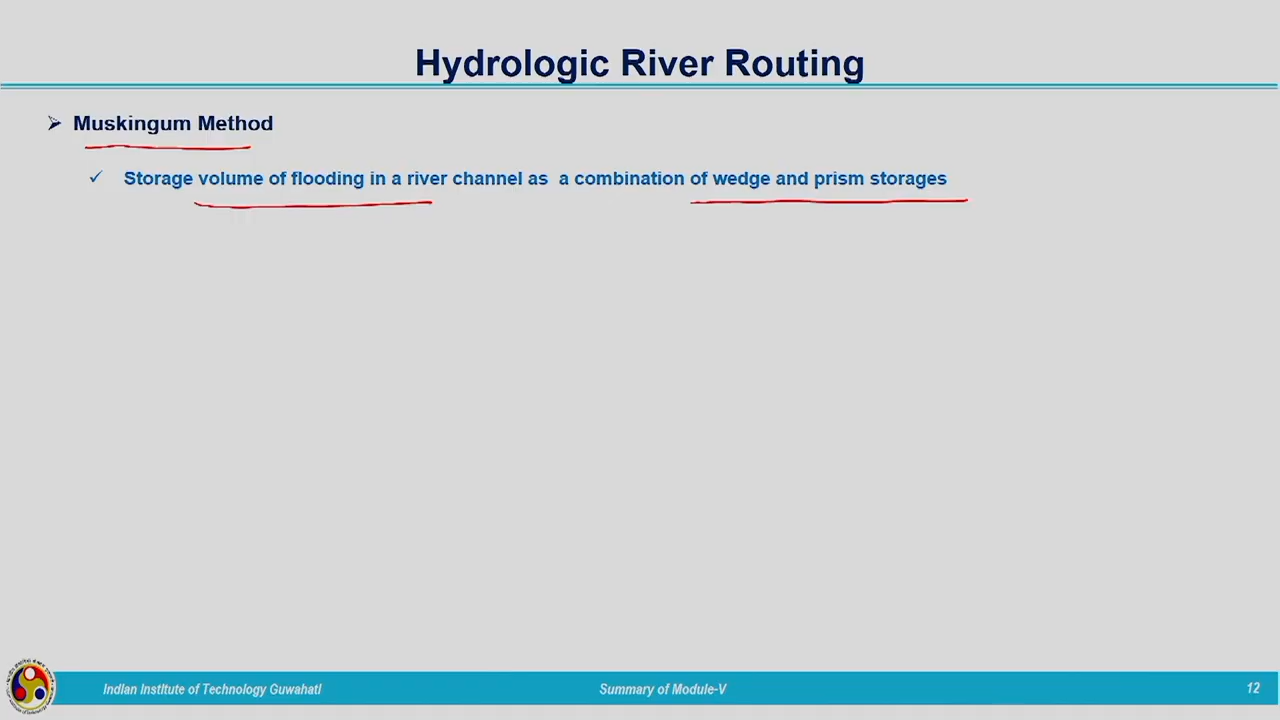 Hydrologic River Routing
➢ Muskingum Method
✓ Storage volume of flooding in a river channel as a combination of wedge and prism storages
Indian Institute of Technology Guwahati
Summary of Module-V
12